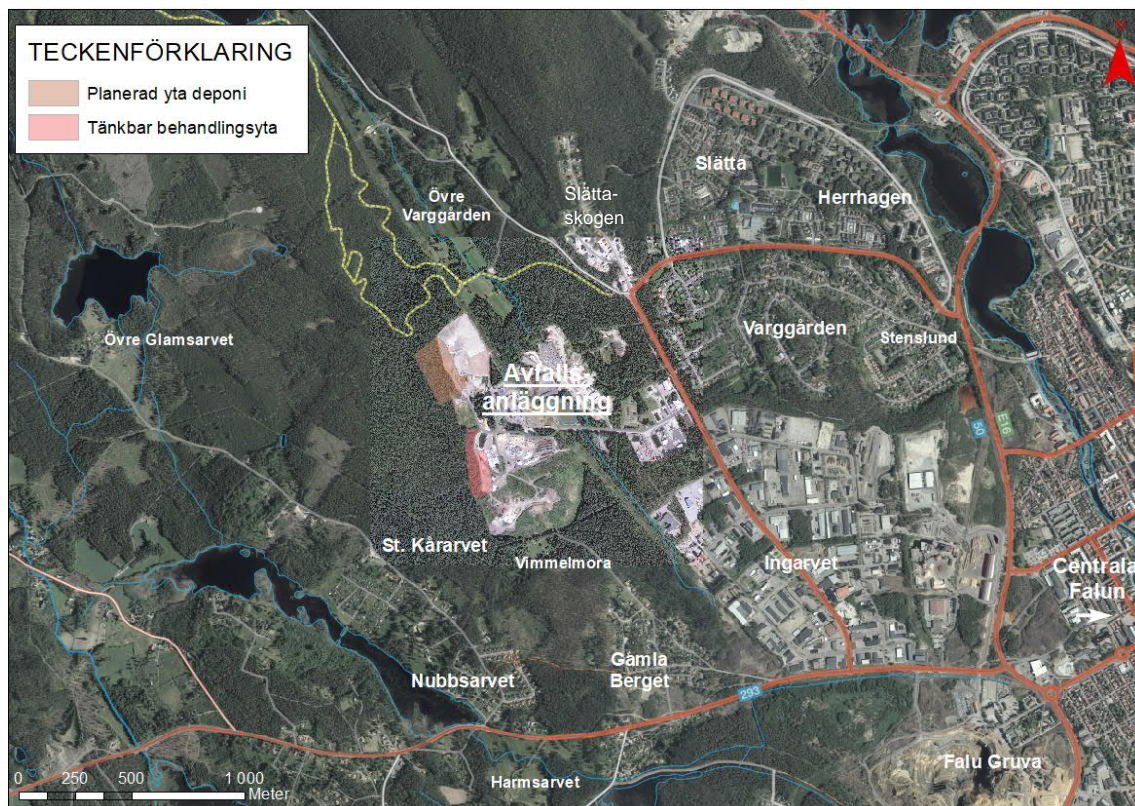 TECKENFÖRKLARING
Planerad yta deponi
Tänkbar behandlingsyta
N
Slätta
Övre
Varggården
Slätta-
skogen
Herrhagen
Övre Glamsarvet
Varggården
Stenslund
Avfalls-
anläggning
50
E16
St. Kårarvet
Vimmelmora
Ingarvet
Centrala
Falun
Nubbsarvet
Gamla
Berget
293
Harmsarvet
Falu Gruva
0 250 500 1 000
Meter